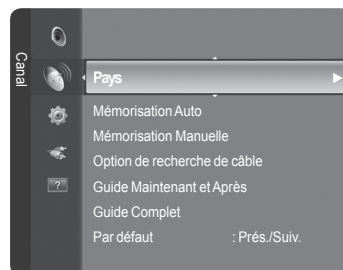 Canal
Pays
Mémorisation Auto
Mémorisation Manuelle
Option de recherche de câble
Guide Maintenant et Après
Guide Complet
Par défaut : Prés./Suiv.
?